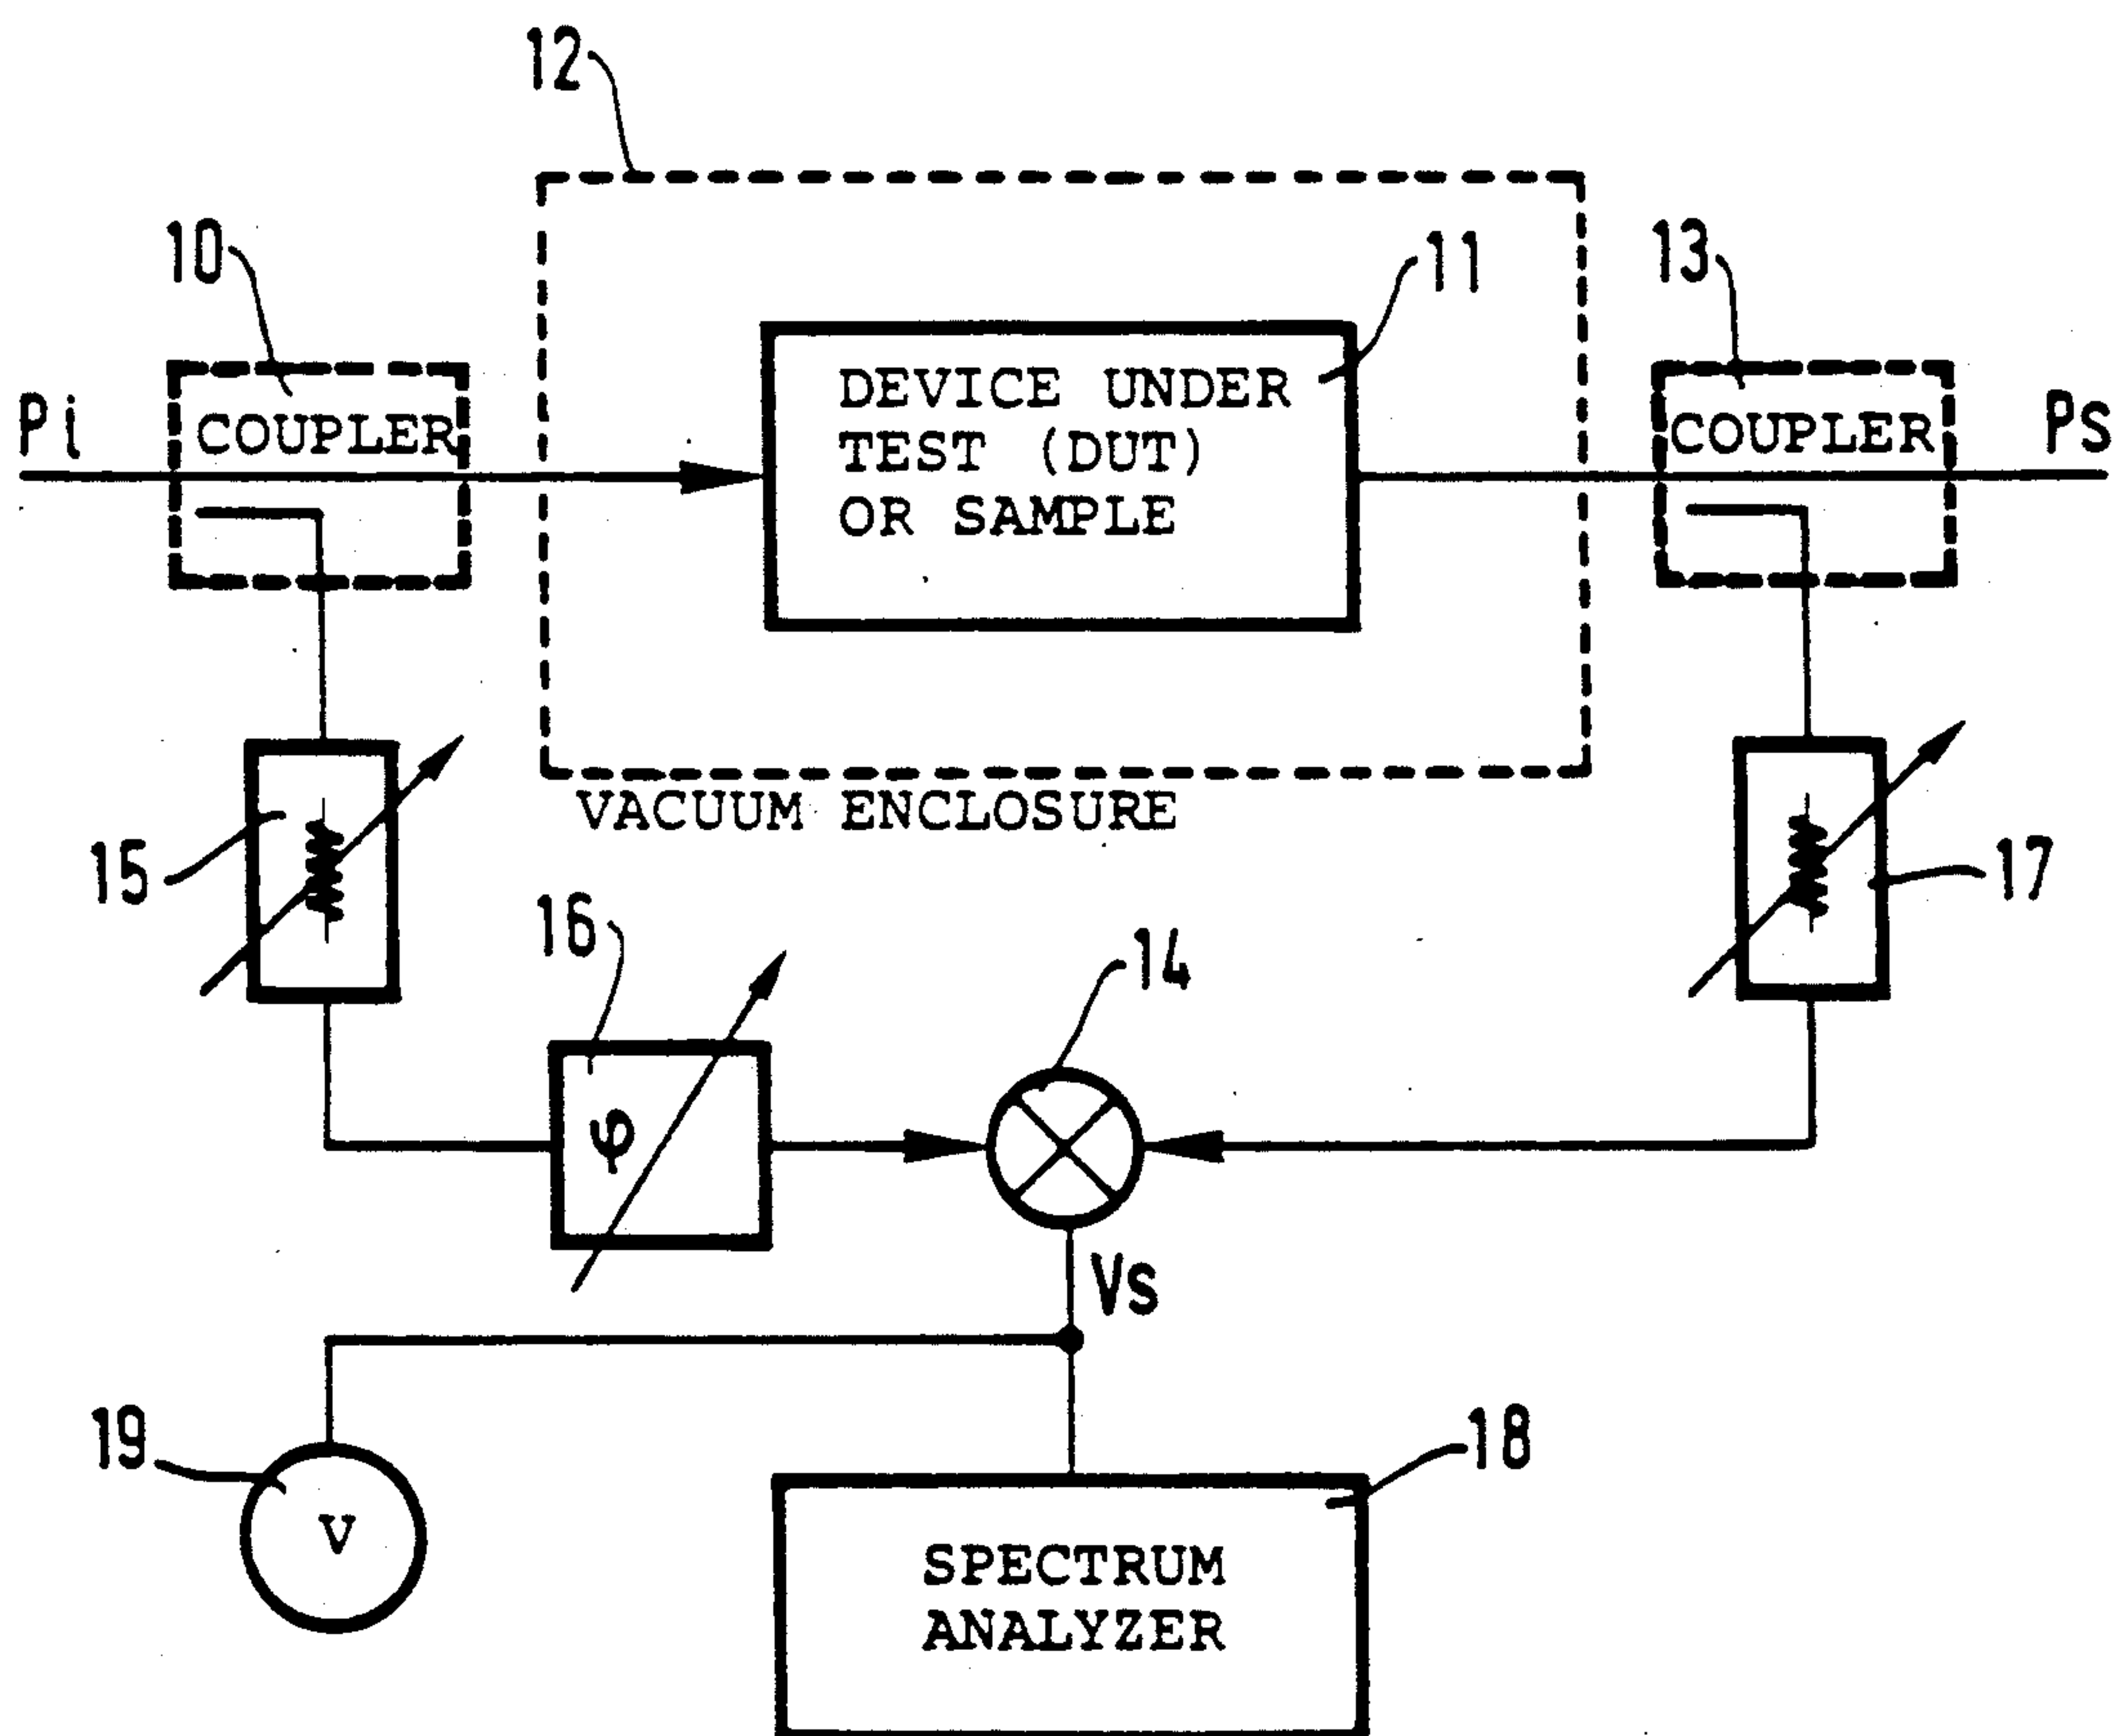 12
10
11
13
Pi
COUPLER
DEVICE UNDER
TEST (DUT)
OR SAMPLE
COUPLER
Ps
VACUUM ENCLOSURE
15
17
16
14
φ
Vs
19
18
V
SPECTRUM
ANALYZER